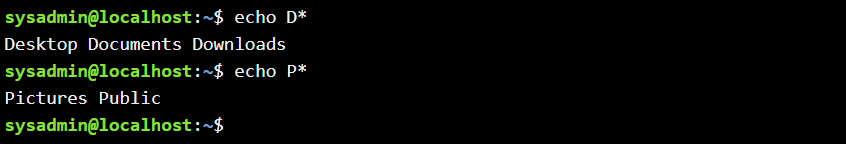 sysadmin@localhost:~$ echo D*
Desktop Documents Downloads
sysadmin@localhost:~$ echo P*
Pictures Public
sysadmin@localhost:~$